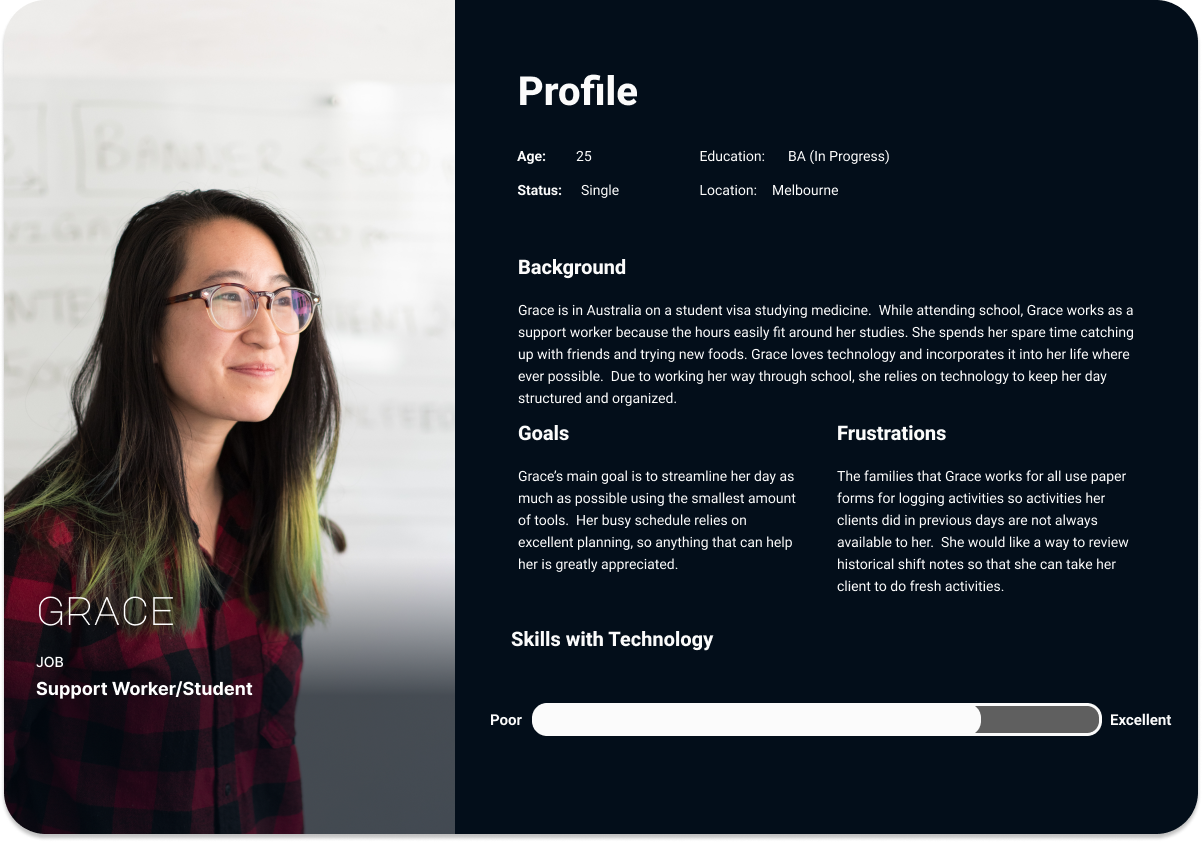 Profile
Age: 25 Education: BA (In Progress)
Status: Single Location: Melbourne
Background
Grace is in Australia on a student visa studying medicine.  While attending school, Grace works as a
support worker because the hours easily fit around her studies. She spends her spare time catching
up with friends and trying new foods. Grace loves technology and incorporates it into her life where
ever possible.  Due to working her way through school, she relies on technology to keep her day
structured and organized.
Goals
Grace’s main goal is to streamline her day as
much as possible using the smallest amount
of tools.  Her busy schedule relies on
excellent planning, so anything that can help
her is greatly appreciated.
Frustrations
The families that Grace works for all use paper
forms for logging activities so activities her
clients did in previous days are not always
available to her.  She would like a way to review
historical shift notes so that she can take her
client to do fresh activities.
Skills with Technology
Poor Excellent
GRACE
JOB
Support Worker/Student
BANNER